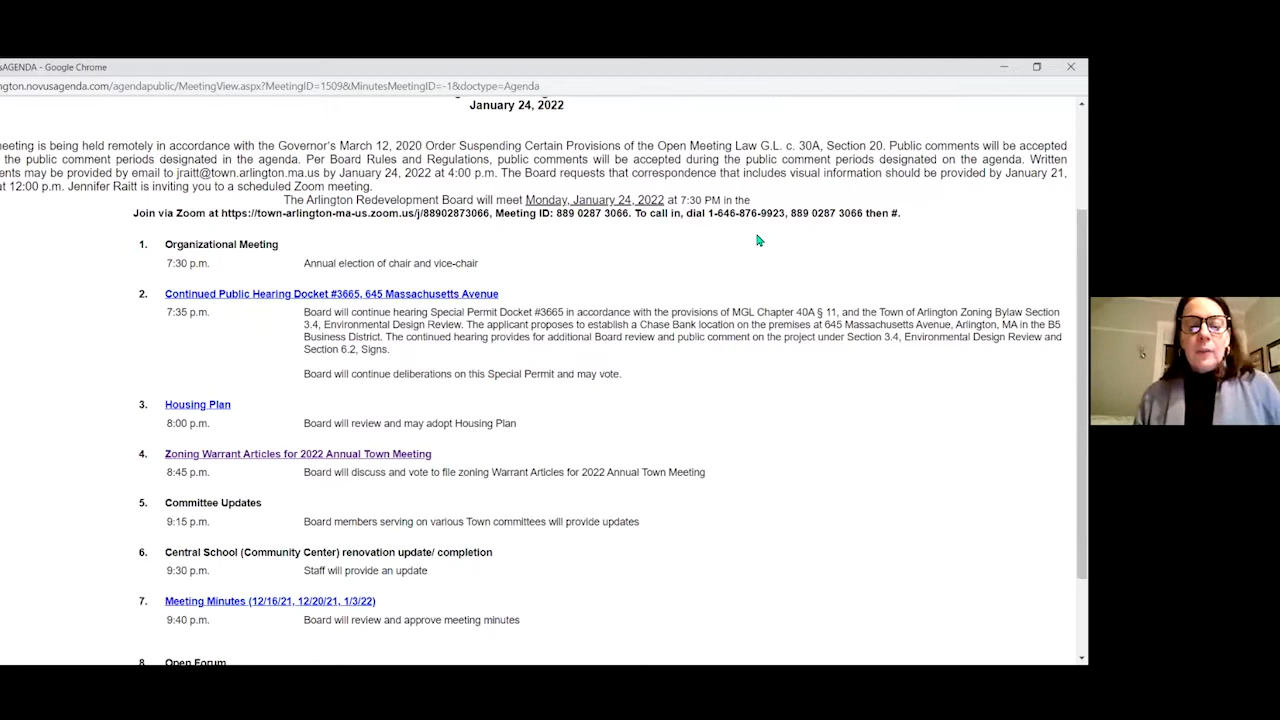 sAGENDA - Google Chrome
ngton.novusagenda.com/agendapublic/MeetingView.aspx?MeetingID=1509&MinutesMeetingID=-1&doctype=Agenda
January 24, 2022
meeting is being held remotely in accordance with the Governor's March 12, 2020 Order Suspending Certain Provisions of the Open Meeting Law G.L. c. 30A, Section 20. Public comments will be accepted
the public comment periods designated in the agenda. Per Board Rules and Regulations, public comments will be accepted during the public comment periods designated on the agenda. Written
ents may be provided by email to jraitt@town.arlington.ma.us by January 24, 2022 at 4:00 p.m. The Board requests that correspondence that includes visual information should be provided by January 21,
at 12:00 p.m. Jennifer Raitt is inviting you to a scheduled Zoom meeting.
The Arlington Redevelopment Board will meet Monday, January 24, 2022 at 7:30 PM in the
Join via Zoom at https://town-arlington-ma-us.zoom.us/j/88902873066, Meeting ID: 889 0287 3066. To call in, dial 1-646-876-9923, 889 0287 3066 then #.
1. Organizational Meeting
7:30 p.m. Annual election of chair and vice-chair
2. Continued Public Hearing Docket #3665, 645 Massachusetts Avenue
7:35 p.m. Board will continue hearing Special Permit Docket #3665 in accordance with the provisions of MGL Chapter 40A § 11, and the Town of Arlington Zoning Bylaw Section
3.4, Environmental Design Review. The applicant proposes to establish a Chase Bank location on the premises at 645 Massachusetts Avenue, Arlington, MA in the B5
Business District. The continued hearing provides for additional Board review and public comment on the project under Section 3.4, Environmental Design Review and
Section 6.2, Signs.
Board will continue deliberations on this Special Permit and may vote.
3. Housing Plan
8:00 p.m. Board will review and may adopt Housing Plan
4. Zoning Warrant Articles for 2022 Annual Town Meeting
8:45 p.m. Board will discuss and vote to file zoning Warrant Articles for 2022 Annual Town Meeting
5. Committee Updates
9:15 p.m. Board members serving on various Town committees will provide updates
6. Central School (Community Center) renovation update/ completion
9:30 p.m. Staff will provide an update
7. Meeting Minutes (12/16/21, 12/20/21, 1/3/22)
9:40 p.m. Board will review and approve meeting minutes
8. Open Forum